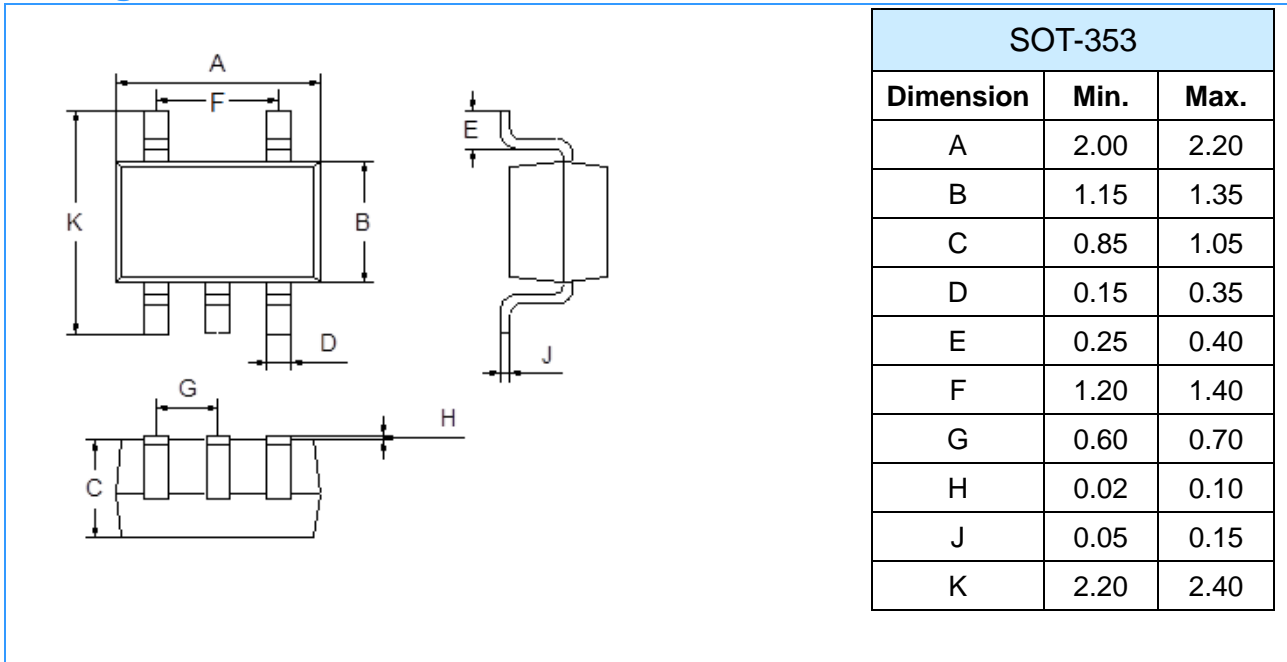 A
F
E
K
B
D
J
G
H
C
SOT-353
Dimension Min. Max.
A 2.00 2.20
B 1.15 1.35
C 0.85 1.05
D 0.15 0.35
E 0.25 0.40
F 1.20 1.40
G 0.60 0.70
H 0.02 0.10
J 0.05 0.15
K 2.20 2.40